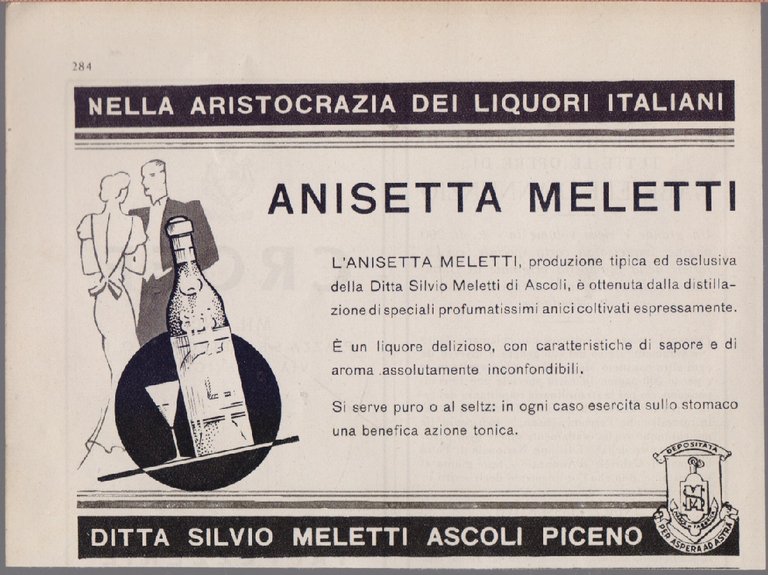 284
NELLA ARISTOCRAZIA DEI LIQUORI ITALIANI
ANISETTA MELETTI
L'ANISETTA MELETTI, produzione tipica ed esclusiva
della Ditta Silvio Meletti di Ascoli, è ottenuta dalla distilla-
zione di speciali profumatissimi anici coltivati espressamente.
È un liquore delizioso, con caratteristiche di sapore e di
aroma assolutamente inconfondibili.
Si serve puro o al seltz: in ogni caso esercita sullo stomaco
una benefica azione tonica.
DEPOSITATA
PER ASPERA AD ASTRA
DITTA SILVIO MELETTI ASCOLI PICENO